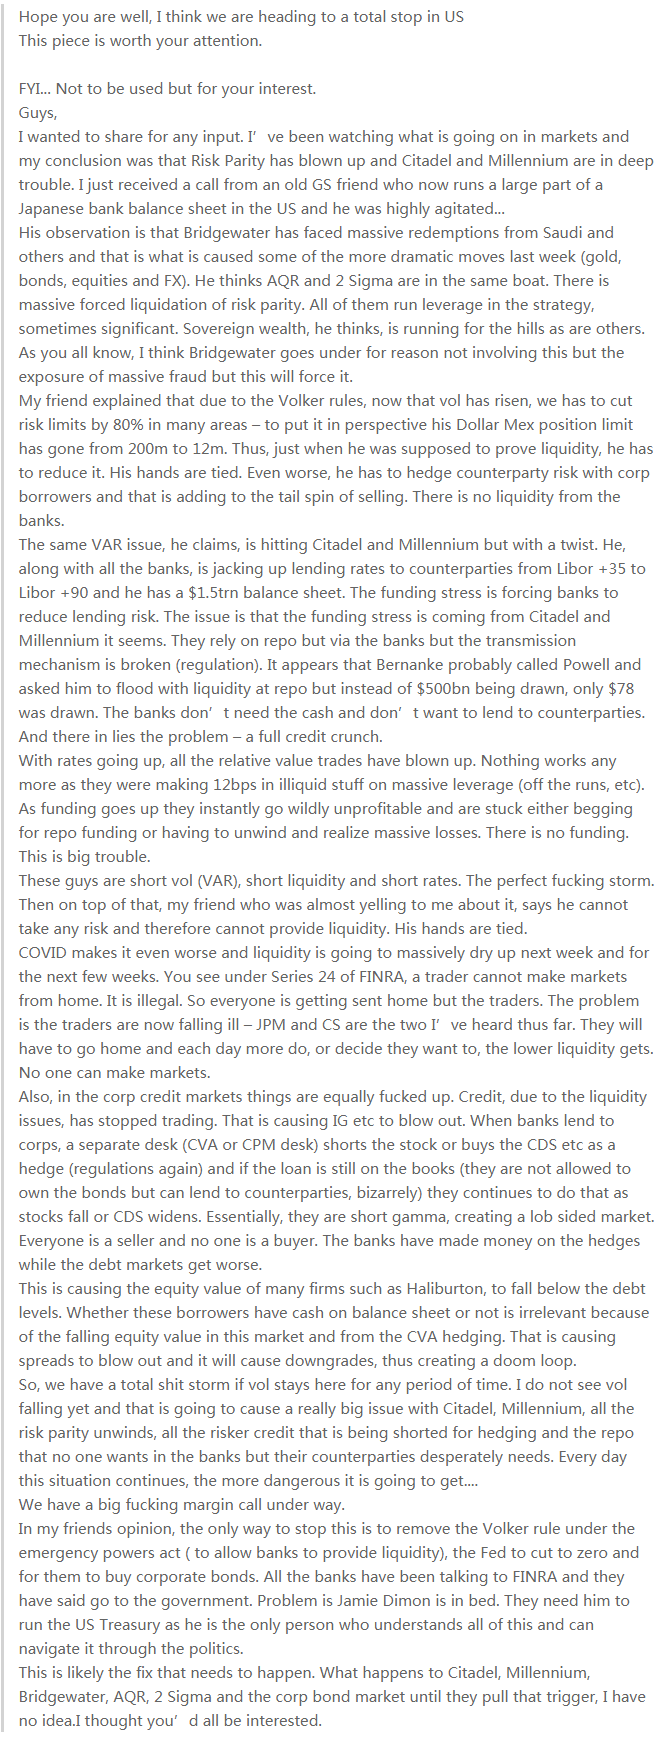 Hope you are well, I think we are heading to a total stop in US
This piece is worth your attention.
FYI... Not to be used but for your interest.
Guys,
I wanted to share for any input. I’ve been watching what is going on in markets and
my conclusion was that Risk Parity has blown up and Citadel and Millennium are in deep
trouble. I just received a call from an old GS friend who now runs a large part of a
Japanese bank balance sheet in the US and he was highly agitated...
His observation is that Bridgewater has faced massive redemptions from Saudi and
others and that is what is caused some of the more dramatic moves last week (gold,
bonds, equities and FX). He thinks AQR and 2 Sigma are in the same boat. There is
massive forced liquidation of risk parity. All of them run leverage in the strategy,
sometimes significant. Sovereign wealth, he thinks, is running for the hills as are others.
As you all know, I think Bridgewater goes under for reason not involving this but the
exposure of massive fraud but this will force it.
My friend explained that due to the Volker rules, now that vol has risen, we has to cut
risk limits by 80% in many areas – to put it in perspective his Dollar Mex position limit
has gone from 200m to 12m. Thus, just when he was supposed to prove liquidity, he has
to reduce it. His hands are tied. Even worse, he has to hedge counterparty risk with corp
borrowers and that is adding to the tail spin of selling. There is no liquidity from the
banks.
The same VAR issue, he claims, is hitting Citadel and Millennium but with a twist. He,
along with all the banks, is jacking up lending rates to counterparties from Libor +35 to
Libor +90 and he has a $1.5trn balance sheet. The funding stress is forcing banks to
reduce lending risk. The issue is that the funding stress is coming from Citadel and
Millennium it seems. They rely on repo but via the banks but the transmission
mechanism is broken (regulation). It appears that Bernanke probably called Powell and
asked him to flood with liquidity at repo but instead of $500bn being drawn, only $78
was drawn. The banks don’t need the cash and don’t want to lend to counterparties.
And there in lies the problem – a full credit crunch.
With rates going up, all the relative value trades have blown up. Nothing works any
more as they were making 12bps in illiquid stuff on massive leverage (off the runs, etc).
As funding goes up they instantly go wildly unprofitable and are stuck either begging
for repo funding or having to unwind and realize massive losses. There is no funding.
This is big trouble.
These guys are short vol (VAR), short liquidity and short rates. The perfect fucking storm.
Then on top of that, my friend who was almost yelling to me about it, says he cannot
take any risk and therefore cannot provide liquidity. His hands are tied.
COVID makes it even worse and liquidity is going to massively dry up next week and for
the next few weeks. You see under Series 24 of FINRA, a trader cannot make markets
from home. It is illegal. So everyone is getting sent home but the traders. The problem
is the traders are now falling ill – JPM and CS are the two I’ve heard thus far. They will
have to go home and each day more do, or decide they want to, the lower liquidity gets.
No one can make markets.
Also, in the corp credit markets things are equally fucked up. Credit, due to the liquidity
issues, has stopped trading. That is causing IG etc to blow out. When banks lend to
corps, a separate desk (CVA or CPM desk) shorts the stock or buys the CDS etc as a
hedge (regulations again) and if the loan is still on the books (they are not allowed to
own the bonds but can lend to counterparties, bizarrely) they continues to do that as
stocks fall or CDS widens. Essentially, they are short gamma, creating a lob sided market.
Everyone is a seller and no one is a buyer. The banks have made money on the hedges
while the debt markets get worse.
This is causing the equity value of many firms such as Haliburton, to fall below the debt
levels. Whether these borrowers have cash on balance sheet or not is irrelevant because
of the falling equity value in this market and from the CVA hedging. That is causing
spreads to blow out and it will cause downgrades, thus creating a doom loop.
So, we have a total shit storm if vol stays here for any period of time. I do not see vol
falling yet and that is going to cause a really big issue with Citadel, Millennium, all the
risk parity unwinds, all the risker credit that is being shorted for hedging and the repo
that no one wants in the banks but their counterparties desperately needs. Every day
this situation continues, the more dangerous it is going to get....
We have a big fucking margin call under way.
In my friends opinion, the only way to stop this is to remove the Volker rule under the
emergency powers act ( to allow banks to provide liquidity), the Fed to cut to zero and
for them to buy corporate bonds. All the banks have been talking to FINRA and they
have said go to the government. Problem is Jamie Dimon is in bed. They need him to
run the US Treasury as he is the only person who understands all of this and can
navigate it through the politics.
This is likely the fix that needs to happen. What happens to Citadel, Millennium,
Bridgewater, AQR, 2 Sigma and the corp bond market until they pull that trigger, I have
no idea.I thought you’d all be interested.